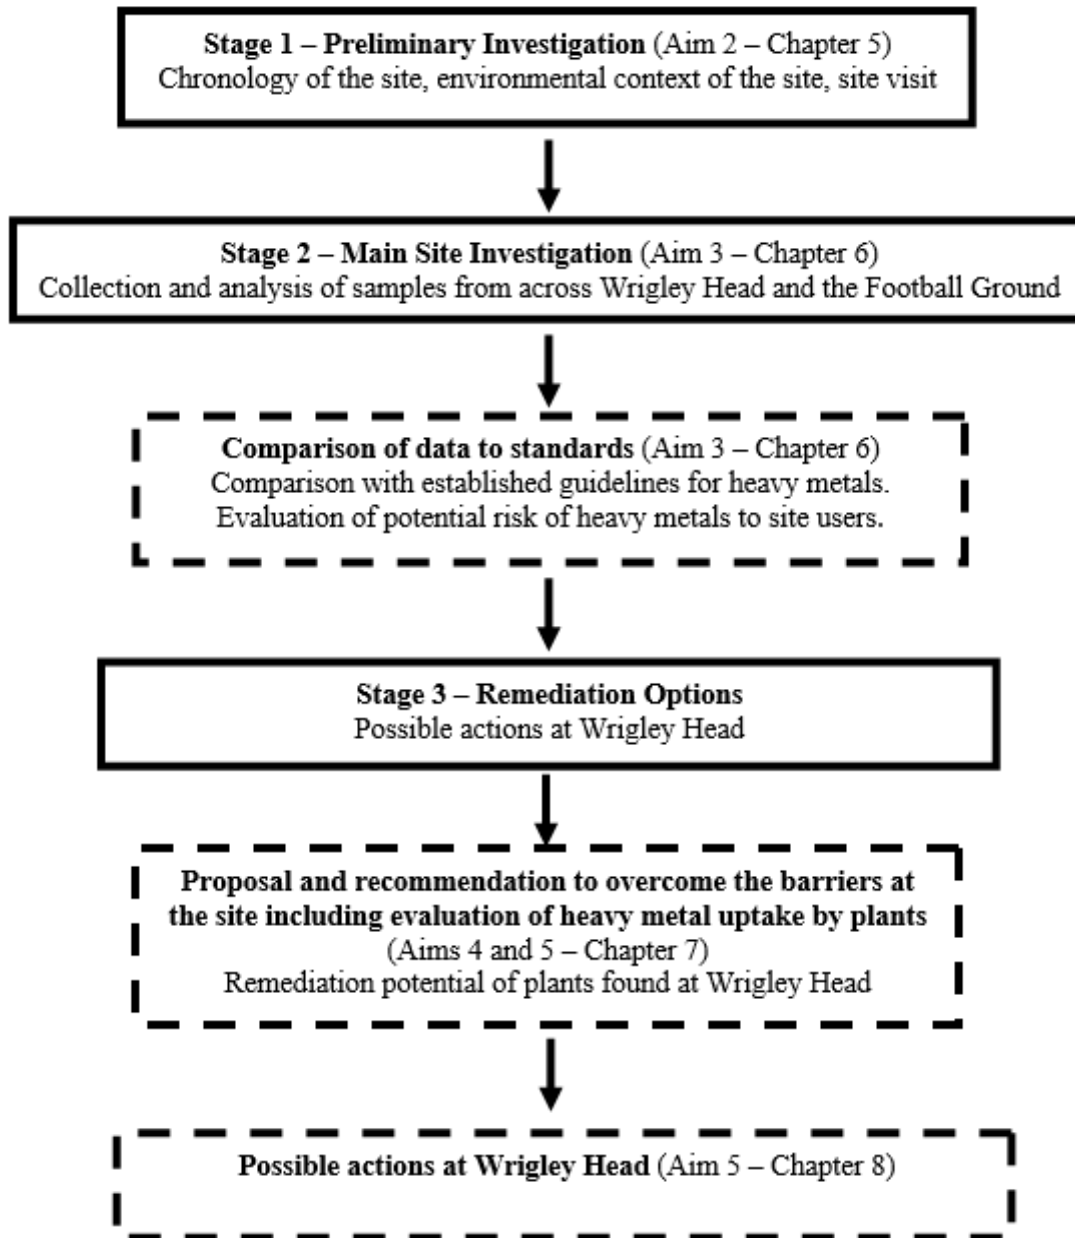 Stage 1 – Preliminary Investigation (Aim 2 – Chapter 5)
Chronology of the site, environmental context of the site, site visit
Stage 2 – Main Site Investigation (Aim 3 – Chapter 6)
Collection and analysis of samples from across Wrigley Head and the Football Ground
Comparison of data to standards (Aim 3 – Chapter 6)
Comparison with established guidelines for heavy metals.
Evaluation of potential risk of heavy metals to site users.
Stage 3 – Remediation Options
Possible actions at Wrigley Head
Proposal and recommendation to overcome the barriers at
the site including evaluation of heavy metal uptake by plants
(Aims 4 and 5 – Chapter 7)
Remediation potential of plants found at Wrigley Head
Possible actions at Wrigley Head (Aim 5 – Chapter 8)